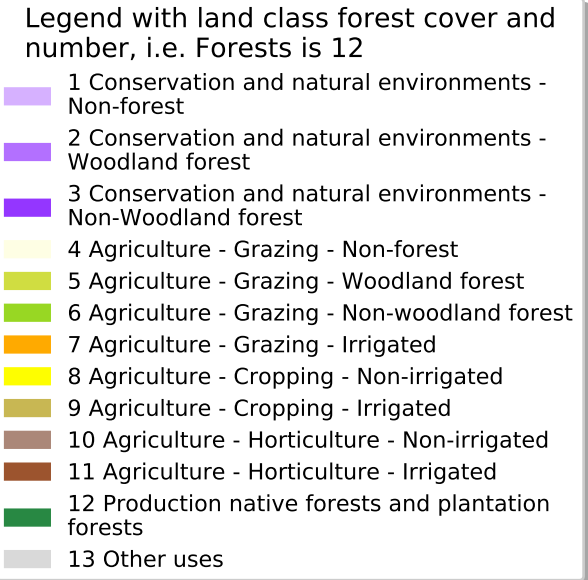 Legend with land class forest cover and
number, i.e. Forests is 12
1 Conservation and natural environments -
Non-forest
2 Conservation and natural environments -
Woodland forest
3 Conservation and natural environments -
Non-Woodland forest
4 Agriculture - Grazing - Non-forest
5 Agriculture - Grazing - Woodland forest
6 Agriculture - Grazing - Non-woodland forest
7 Agriculture - Grazing - Irrigated
8 Agriculture - Cropping - Non-irrigated
9 Agriculture - Cropping - Irrigated
10 Agriculture - Horticulture - Non-irrigated
11 Agriculture - Horticulture - Irrigated
12 Production native forests and plantation
forests
13 Other uses